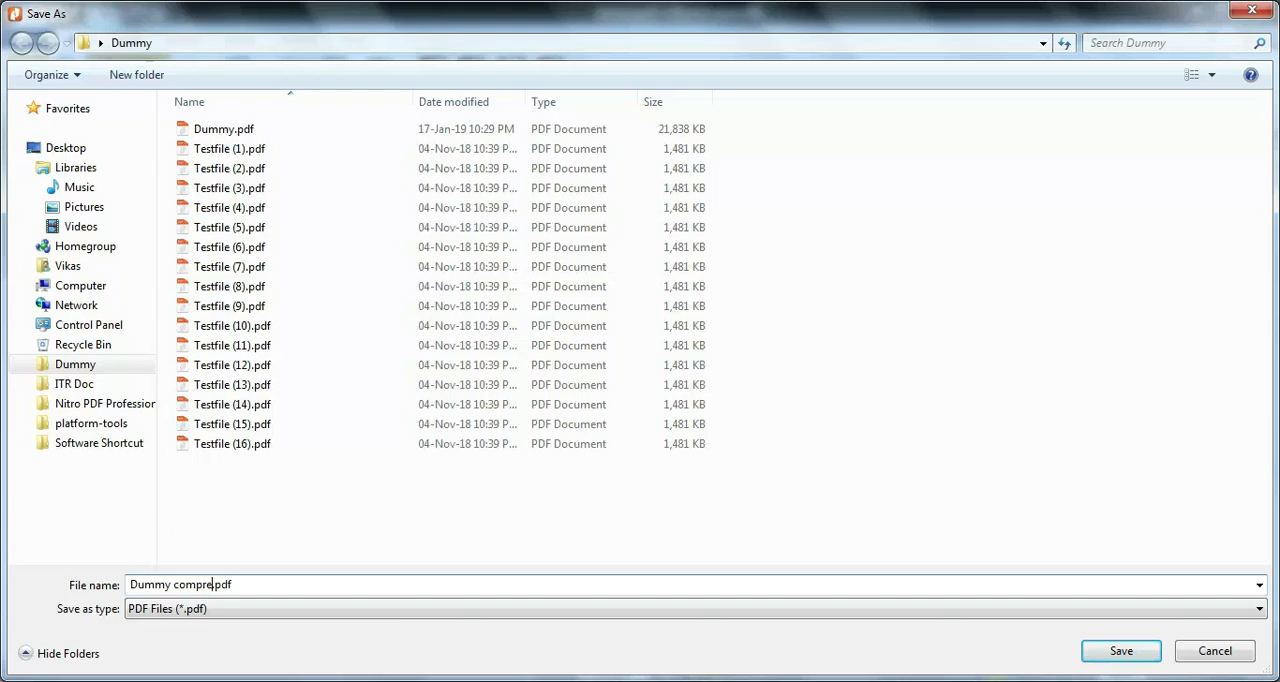 Save As
Dummy
Search Dummy
Organize
New folder
Name Date modified Type Size
Favorites
Desktop
Libraries
Music
Pictures
Videos
Homegroup
Vikas
Computer
Network
Control Panel
Recycle Bin
Dummy
ITR Doc
Nitro PDF Profession
platform-tools
Software Shortcut
Dummy.pdf 17-Jan-19 10:29 PM PDF Document 21,838 KB
Testfile (1).pdf 04-Nov-18 10:39 P... PDF Document 1,481 KB
Testfile (2).pdf 04-Nov-18 10:39 P... PDF Document 1,481 KB
Testfile (3).pdf 04-Nov-18 10:39 P... PDF Document 1,481 KB
Testfile (4).pdf 04-Nov-18 10:39 P... PDF Document 1,481 KB
Testfile (5).pdf 04-Nov-18 10:39 P... PDF Document 1,481 KB
Testfile (6).pdf 04-Nov-18 10:39 P... PDF Document 1,481 KB
Testfile (7).pdf 04-Nov-18 10:39 P... PDF Document 1,481 KB
Testfile (8).pdf 04-Nov-18 10:39 P... PDF Document 1,481 KB
Testfile (9).pdf 04-Nov-18 10:39 P... PDF Document 1,481 KB
Testfile (10).pdf 04-Nov-18 10:39 P... PDF Document 1,481 KB
Testfile (11).pdf 04-Nov-18 10:39 P... PDF Document 1,481 KB
Testfile (12).pdf 04-Nov-18 10:39 P... PDF Document 1,481 KB
Testfile (13).pdf 04-Nov-18 10:39 P... PDF Document 1,481 KB
Testfile (14).pdf 04-Nov-18 10:39 P... PDF Document 1,481 KB
Testfile (15).pdf 04-Nov-18 10:39 P... PDF Document 1,481 KB
Testfile (16).pdf 04-Nov-18 10:39 P... PDF Document 1,481 KB
File name: Dummy compre.pdf
Save as type: PDF Files (*.pdf)
Hide Folders
Save
Cancel